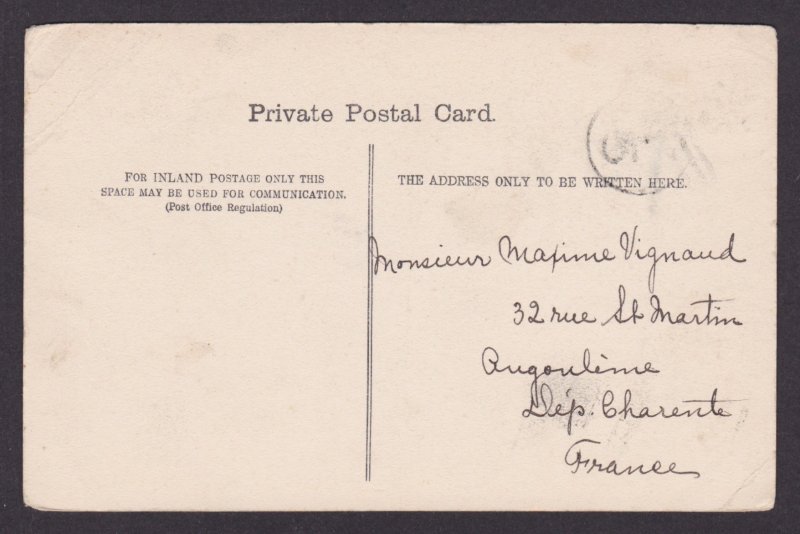 Private Postal Card.
FOR INLAND POSTAGE ONLY THIS
SPACE MAY BE USED FOR COMMUNICATION.
(Post Office Regulation)
THE ADDRESS ONLY TO BE WRITTEN HERE.
Monsieur Maxime Vignaud
32 rue St Martin
Angoulème
Dép. Charente
France